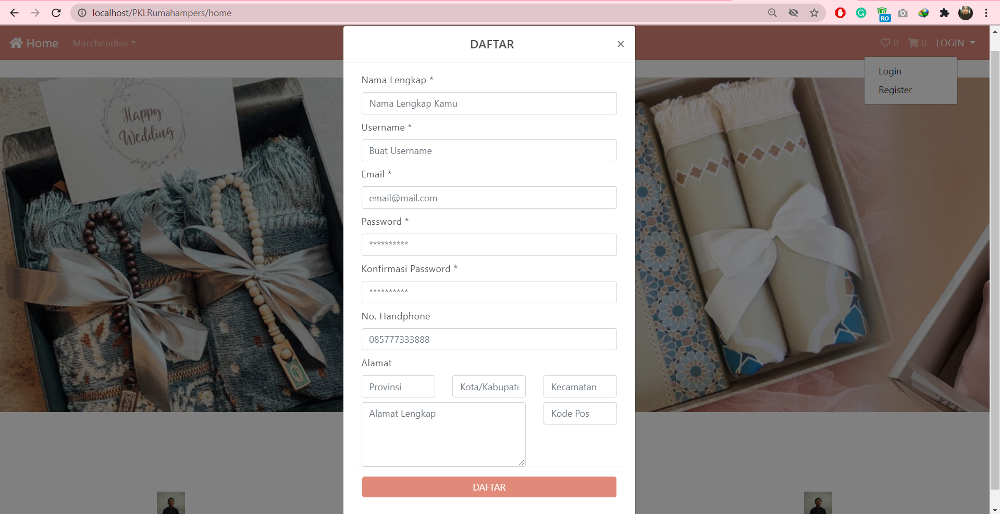 localhost/PKLRumahampers/home
RO
Home Marchendise 0 0 LOGIN
Login
Register
Happy
Wedding
DAFTAR ×
Nama Lengkap *
Nama Lengkap Kamu
Username *
Buat Username
Email *
email@mail.com
Password *
**********
Konfirmasi Password *
**********
No. Handphone
085777333888
Alamat
Provinsi Kota/Kabupate Kecamatan
Alamat Lengkap Kode Pos
DAFTAR